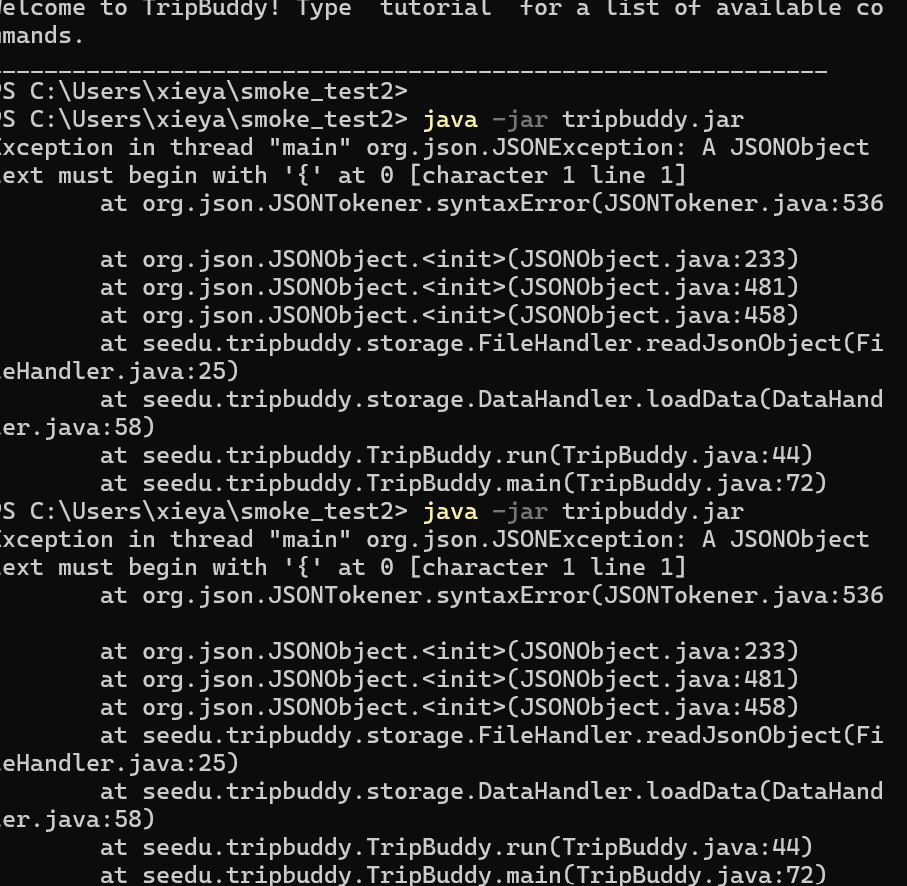 Welcome to TripBuddy! Type `tutorial` for a list of available co
mmands.
____________________________________________________________
PS C:\Users\xieya\smoke_test2>
PS C:\Users\xieya\smoke_test2> java -jar tripbuddy.jar
Exception in thread "main" org.json.JSONException: A JSONObject
text must begin with '{' at 0 [character 1 line 1]
at org.json.JSONTokener.syntaxError(JSONTokener.java:536
at org.json.JSONObject.<init>(JSONObject.java:233)
at org.json.JSONObject.<init>(JSONObject.java:481)
at org.json.JSONObject.<init>(JSONObject.java:458)
at seedu.tripbuddy.storage.FileHandler.readJsonObject(Fi
leHandler.java:25)
at seedu.tripbuddy.storage.DataHandler.loadData(DataHand
ler.java:58)
at seedu.tripbuddy.TripBuddy.run(TripBuddy.java:44)
at seedu.tripbuddy.TripBuddy.main(TripBuddy.java:72)
PS C:\Users\xieya\smoke_test2> java -jar tripbuddy.jar
Exception in thread "main" org.json.JSONException: A JSONObject
text must begin with '{' at 0 [character 1 line 1]
at org.json.JSONTokener.syntaxError(JSONTokener.java:536
at org.json.JSONObject.<init>(JSONObject.java:233)
at org.json.JSONObject.<init>(JSONObject.java:481)
at org.json.JSONObject.<init>(JSONObject.java:458)
at seedu.tripbuddy.storage.FileHandler.readJsonObject(Fi
leHandler.java:25)
at seedu.tripbuddy.storage.DataHandler.loadData(DataHand
ler.java:58)
at seedu.tripbuddy.TripBuddy.run(TripBuddy.java:44)
at seedu.tripbuddy.TripBuddy.main(TripBuddy.java:72)